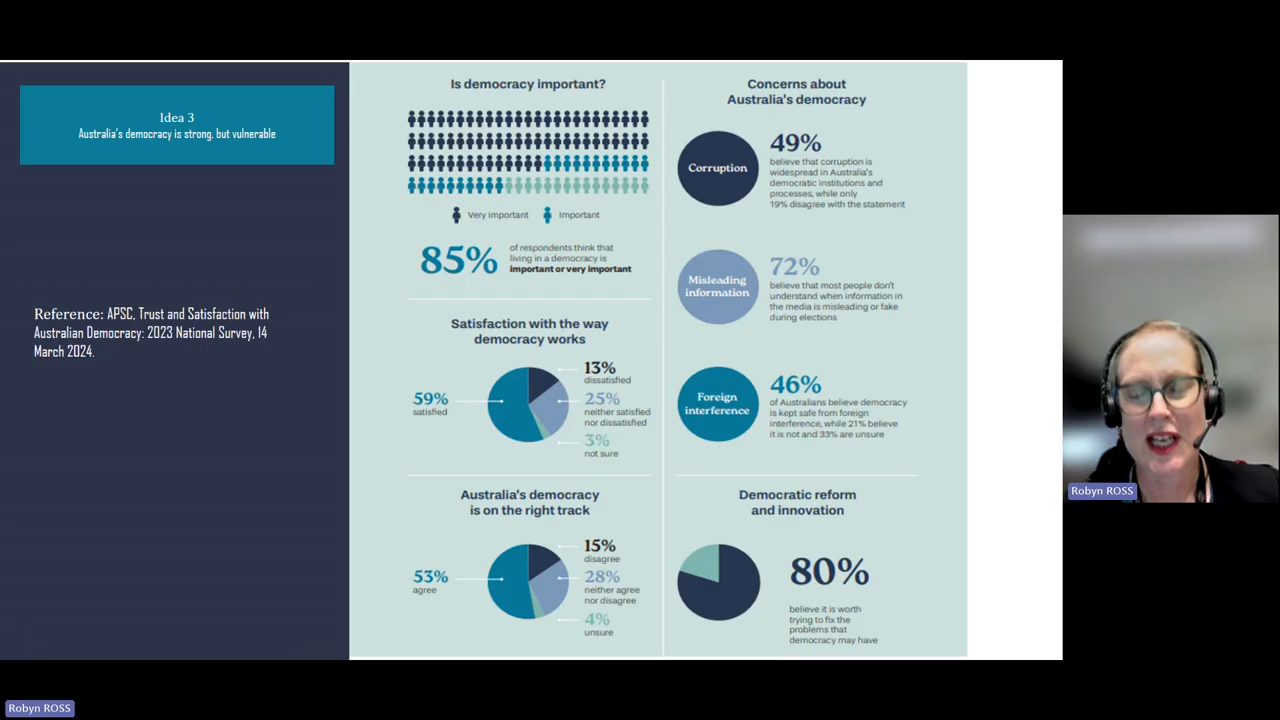 Idea 3
Australia's democracy is strong, but vulnerable
Reference: APSC, Trust and Satisfaction with
Australian Democracy: 2023 National Survey, 14
March 2024.
Is democracy important?
Very important
Important
85%
of respondents think that
living in a democracy is
important or very important
Satisfaction with the way
democracy works
59%
satisfied
13%
dissatisfied
25%
neither satisfied
nor dissatisfied
3%
not sure
Australia's democracy
is on the right track
53%
agree
15%
disagree
28%
neither agree
nor disagree
4%
unsure
Concerns about
Australia's democracy
Corruption
49%
believe that corruption is
widespread in Australia's
democratic institutions and
processes, while only
19% disagree with the statement
Misleading
information
72%
believe that most people don't
understand when information in
the media is misleading or fake
during elections
Foreign
interference
46%
of Australians believe democracy
is kept safe from foreign
interference, while 21% believe
it is not and 33% are unsure
Democratic reform
and innovation
80%
believe it is worth
trying to fix the
problems that
democracy may have
Robyn ROSS
Robyn ROSS